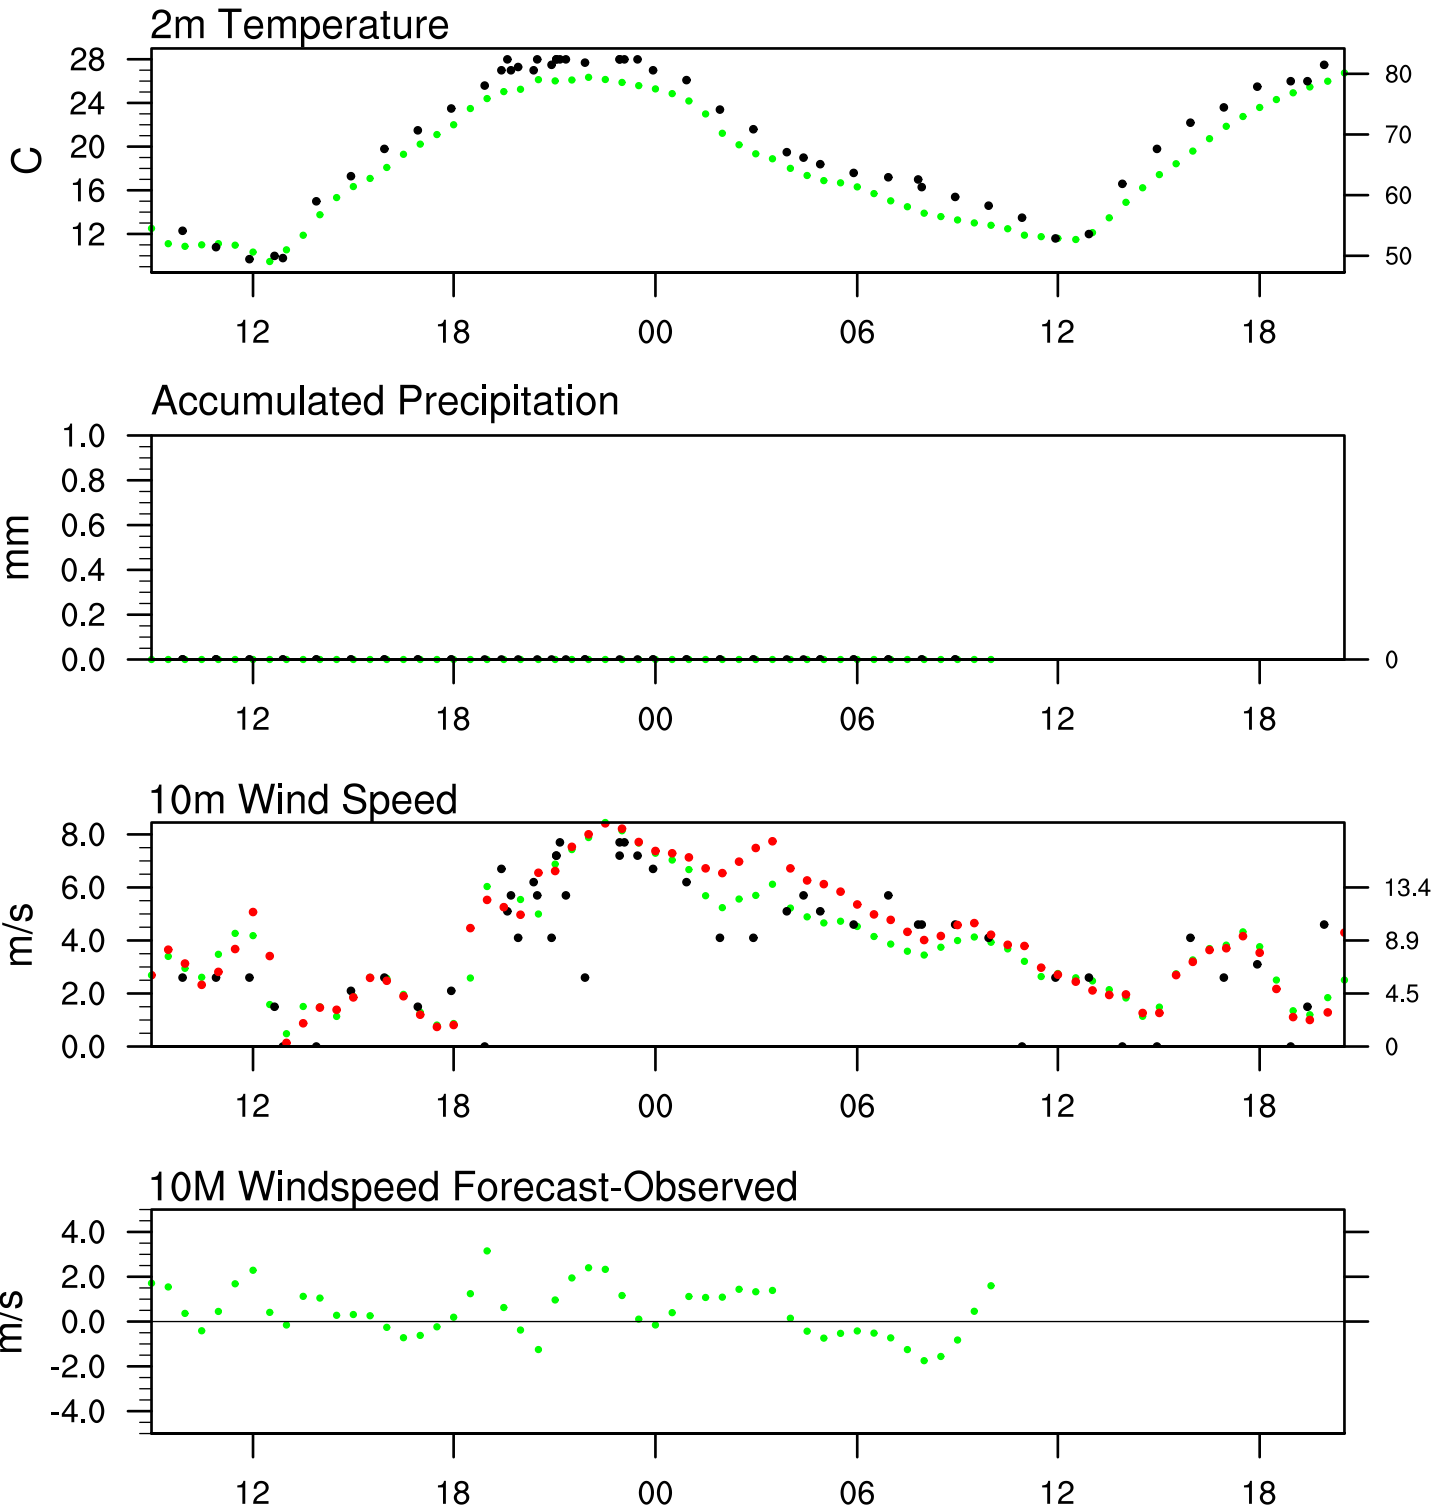 2m Temperature
28
24
20
16
12
C
80
70
60
50
12 18 00 06 12 18
Accumulated Precipitation
1.0
0.8
0.6
0.4
0.2
0.0
mm
0
12 18 00 06 12 18
10m Wind Speed
8.0
6.0
4.0
2.0
0.0
m/s
13.4
8.9
4.5
0
12 18 00 06 12 18
10M Windspeed Forecast-Observed
4.0
2.0
0.0
-2.0
-4.0
m/s
12 18 00 06 12 18